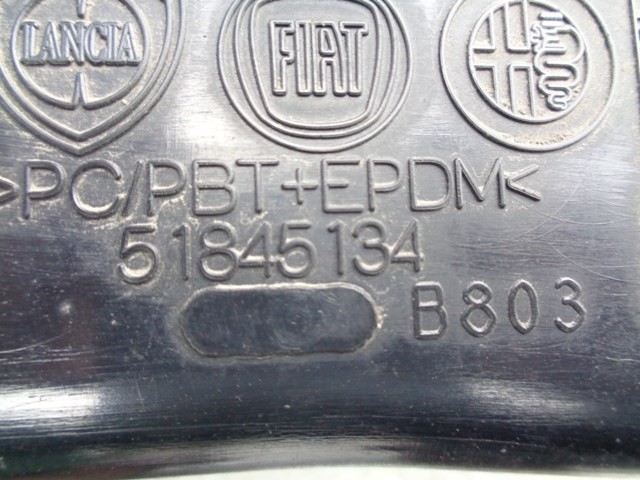 LANCIA FIAT
>PC/PBT+EPDM<
51845134
B803